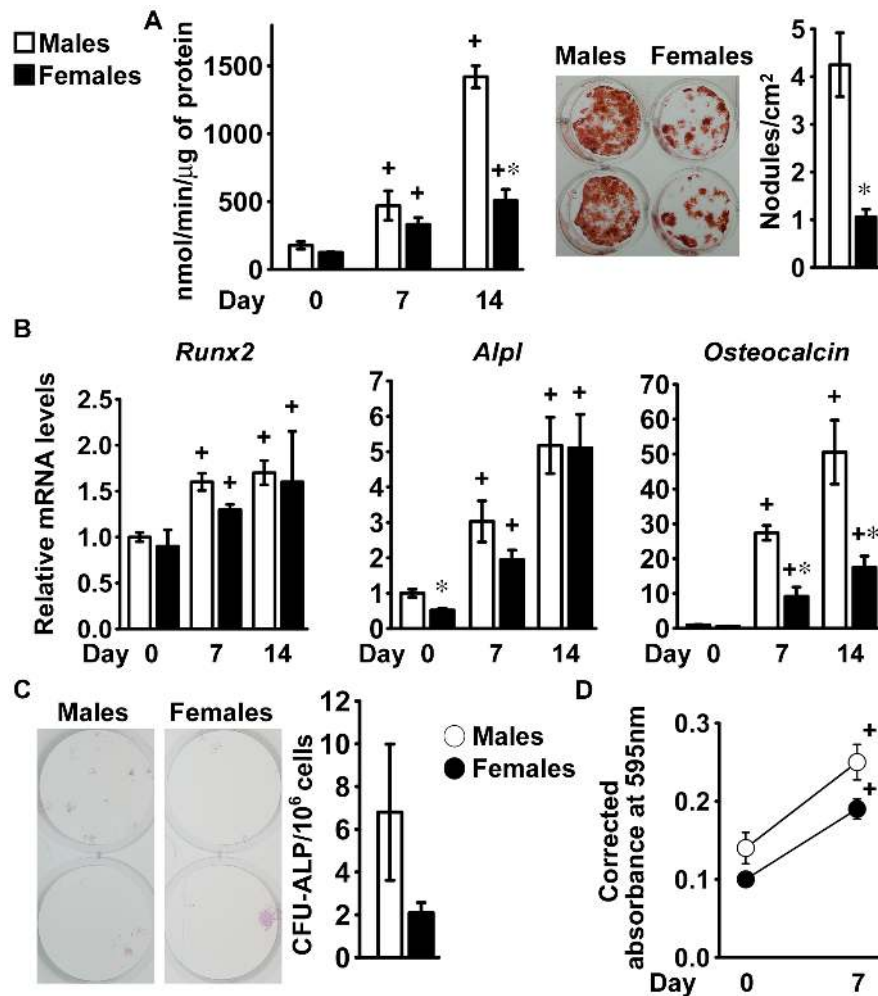 A
Males
Females
nmol/min/µg of protein
1500
1000
500
0
+
+
+
+*
Day 0 7 14
Males Females
Nodules/cm²
5
4
3
2
1
0
*
B
Runx2
Relative mRNA levels
2.5
2.0
1.5
1.0
0.5
0.0
+
+
+
+
Day 0 7 14
Alpl
7
6
5
4
3
2
1
0
*
+
+
+
+
Day 0 7 14
Osteocalcin
70
60
50
40
30
20
10
0
+
+*
+
+*
Day 0 7 14
C
Males Females
CFU-ALP/10⁶ cells
12
10
8
6
4
2
0
Males
Females
D
Corrected
absorbance at 595nm
0.3
0.2
0.1
0.0
+
+
Day 0 7